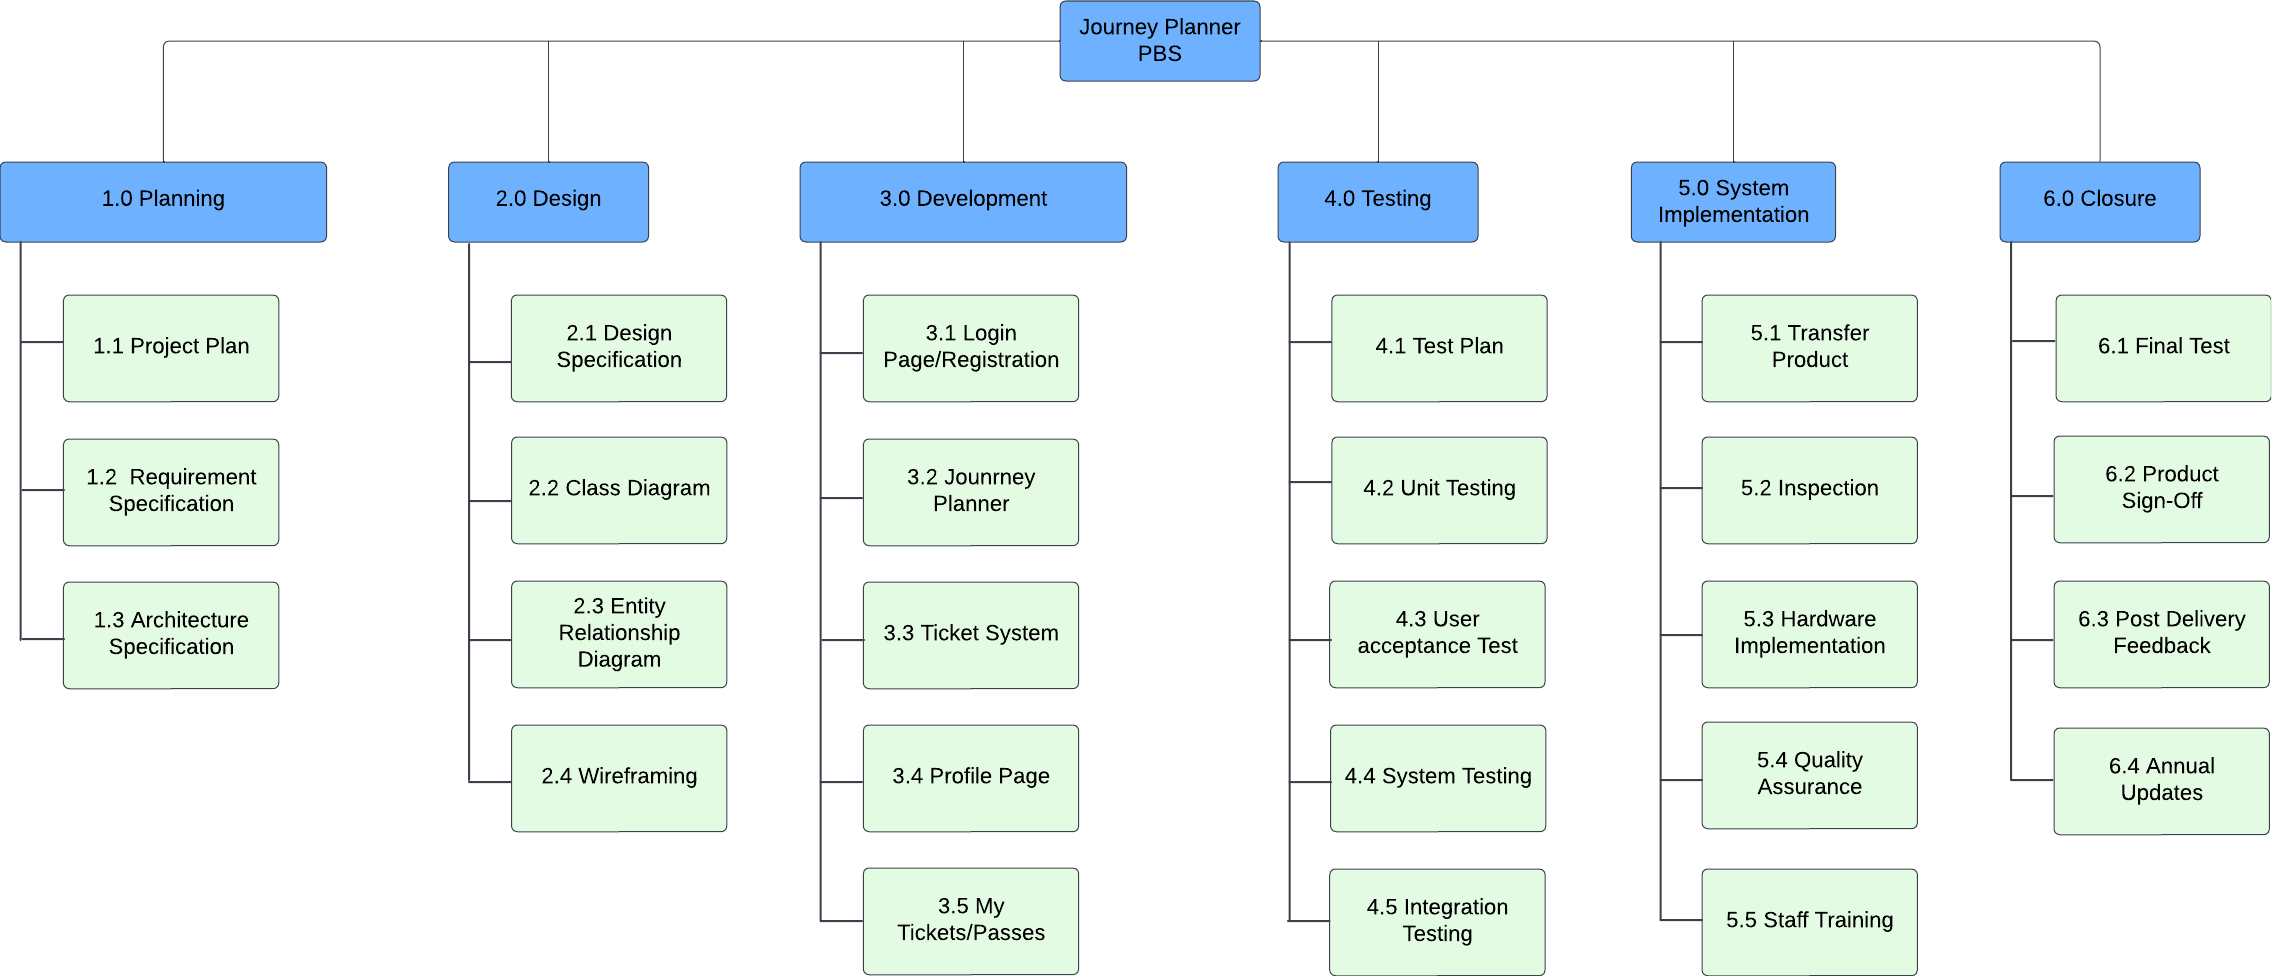 Journey Planner
PBS
1.0 Planning
2.0 Design
3.0 Development
4.0 Testing
5.0 System
Implementation
6.0 Closure
1.1 Project Plan
1.2  Requirement
Specification
1.3 Architecture
Specification
2.1 Design
Specification
2.2 Class Diagram
2.3 Entity
Relationship
Diagram
2.4 Wireframing
3.1 Login
Page/Registration
3.2 Jounrney
Planner
3.3 Ticket System
3.4 Profile Page
3.5 My
Tickets/Passes
4.1 Test Plan
4.2 Unit Testing
4.3 User
acceptance Test
4.4 System Testing
4.5 Integration
Testing
5.1 Transfer
Product
5.2 Inspection
5.3 Hardware
Implementation
5.4 Quality
Assurance
5.5 Staff Training
6.1 Final Test
6.2 Product
Sign-Off
6.3 Post Delivery
Feedback
6.4 Annual
Updates